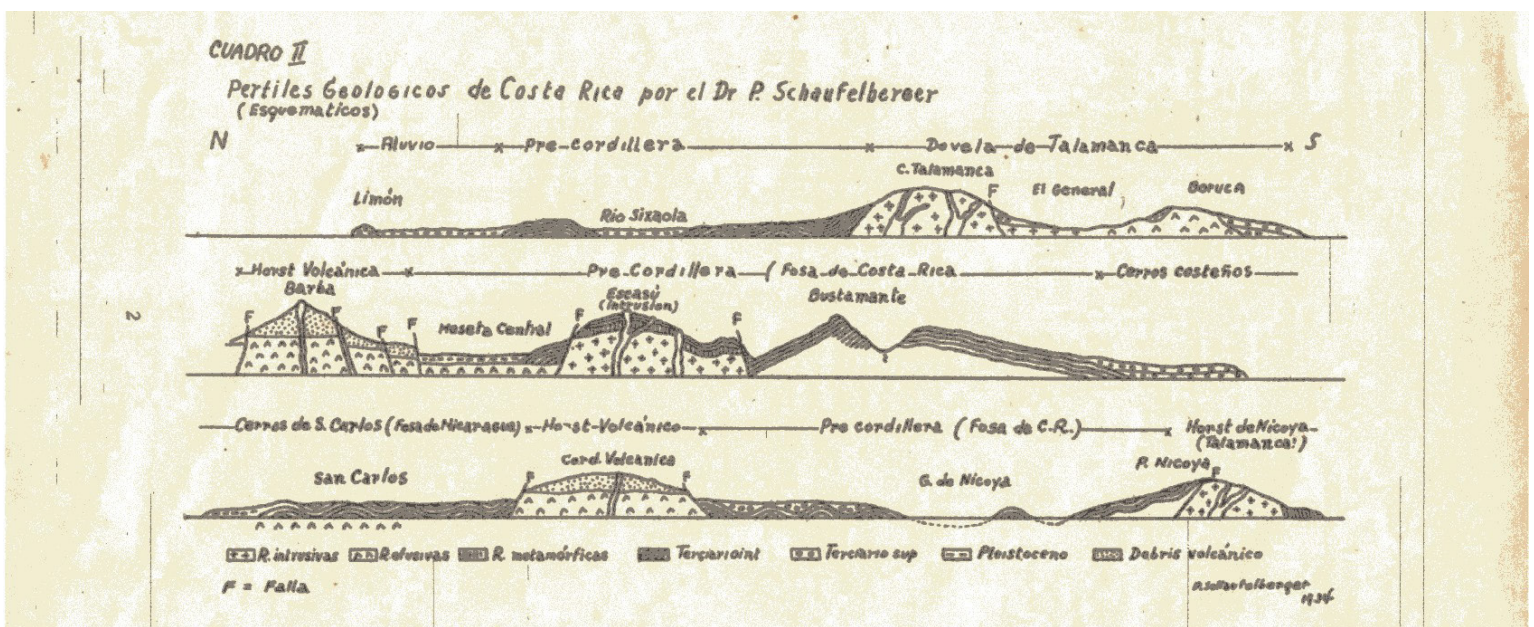 CUADRO II
Perfiles Geologicos de Costa Rica por el Dr P. Schaufelberger
(Esquematicos)
N Aluvio Pre-cordillera Dovela de Talamanca S
C. Talamanca
Limón Rio Sixaola F El General Boruca
Horst Volcánica Pre-Cordillera (Fosa de Costa Rica Cerros costeños
Barba Escasú Bustamante
(Intrusion)
F F F F Meseta Central F F
2
Cerros de S. Carlos (Fosa de Nicaragua) Horst-Volcánico Pre cordillera (Fosa de C.R.) Horst de Nicoya
(Talamanca!)
San Carlos Cord. Volcanica G. de Nicoya P. Nicoya
F F F
R. intrusivas R. efusivas R. metamórficas Terciario inf Terciario sup Pleistoceno Debris volcánico
F = Falla
P. Schaufelberger
1934